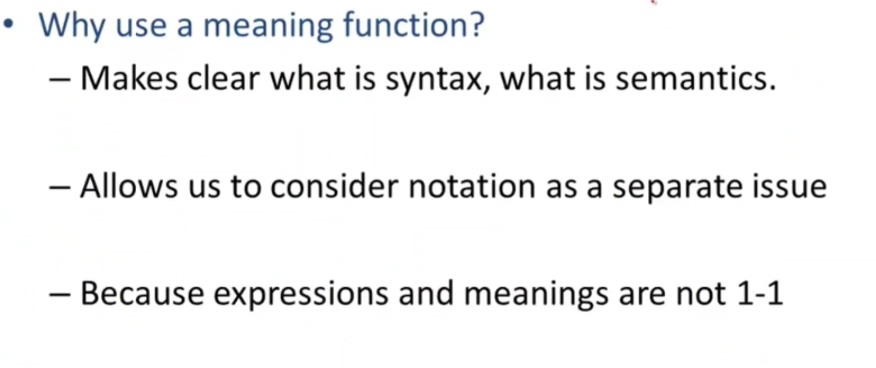 • Why use a meaning function?
– Makes clear what is syntax, what is semantics.
– Allows us to consider notation as a separate issue
– Because expressions and meanings are not 1-1